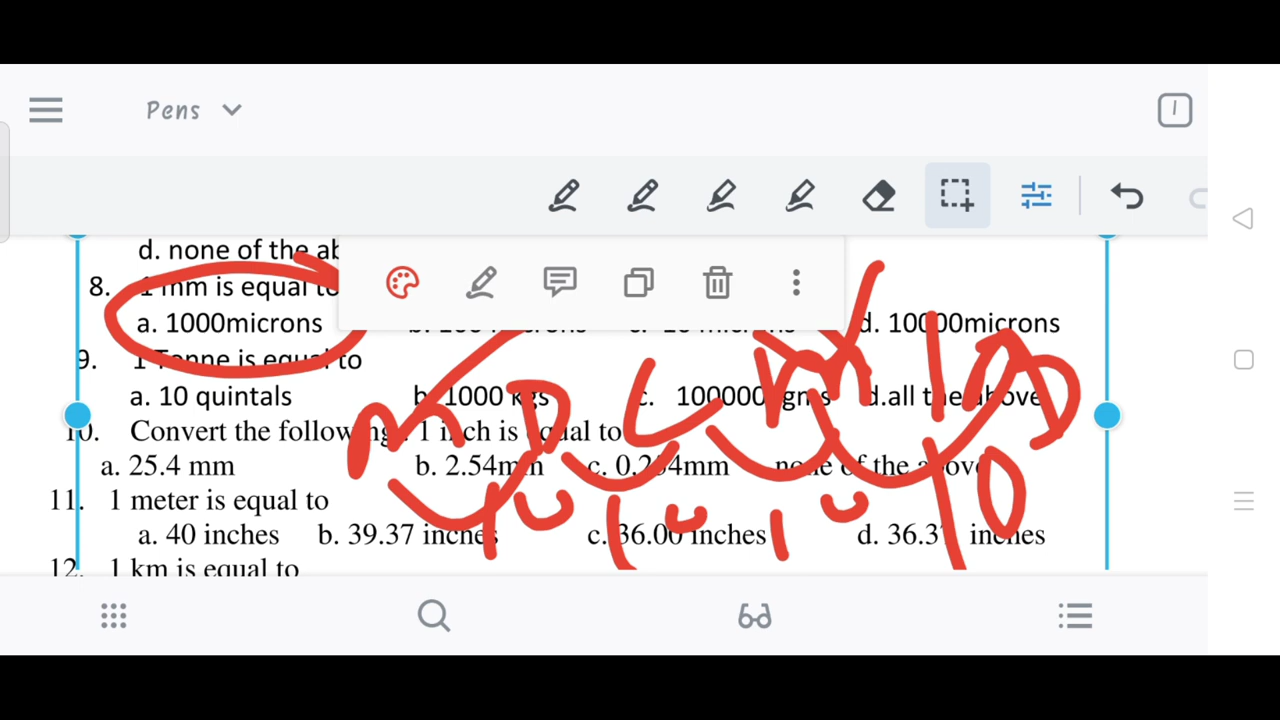 Pens
d. none of the
8. 1 mm is equal to
a. 1000microns d. 10000microns
9. 1 Tonne is equal to
a. 10 quintals b. 1000 kgs c. 100000 gms d.all the above
10. Convert the following. 1 inch is equal to
a. 25.4 mm b. 2.54mm c. 0.254mm none of the above
11. 1 meter is equal to
a. 40 inches b. 39.37 inches c. 36.00 inches d. 36.37 inches
12. 1 km is equal to